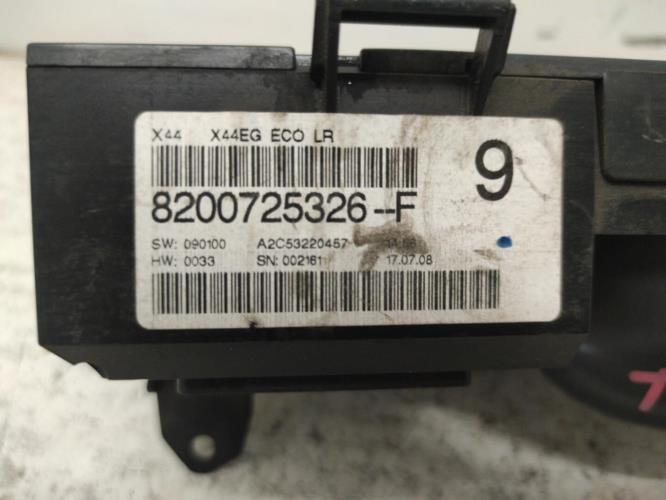 X44 X44EG ECO LR
9
8200725326--F
SW: 090100 A2C53220457
HW: 0033 SN: 002161 17.07.08